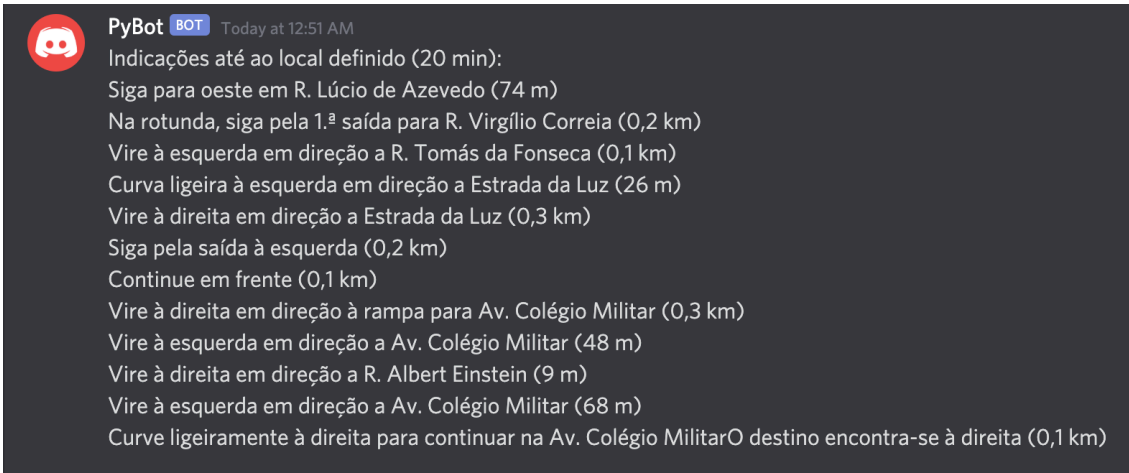 PyBot BOT Today at 12:51 AM
Indicações até ao local definido (20 min):
Siga para oeste em R. Lúcio de Azevedo (74 m)
Na rotunda, siga pela 1.ª saída para R. Virgílio Correia (0,2 km)
Vire à esquerda em direção a R. Tomás da Fonseca (0,1 km)
Curva ligeira à esquerda em direção a Estrada da Luz (26 m)
Vire à direita em direção a Estrada da Luz (0,3 km)
Siga pela saída à esquerda (0,2 km)
Continue em frente (0,1 km)
Vire à direita em direção à rampa para Av. Colégio Militar (0,3 km)
Vire à esquerda em direção a Av. Colégio Militar (48 m)
Vire à direita em direção a R. Albert Einstein (9 m)
Vire à esquerda em direção a Av. Colégio Militar (68 m)
Curve ligeiramente à direita para continuar na Av. Colégio MilitarO destino encontra-se à direita (0,1 km)